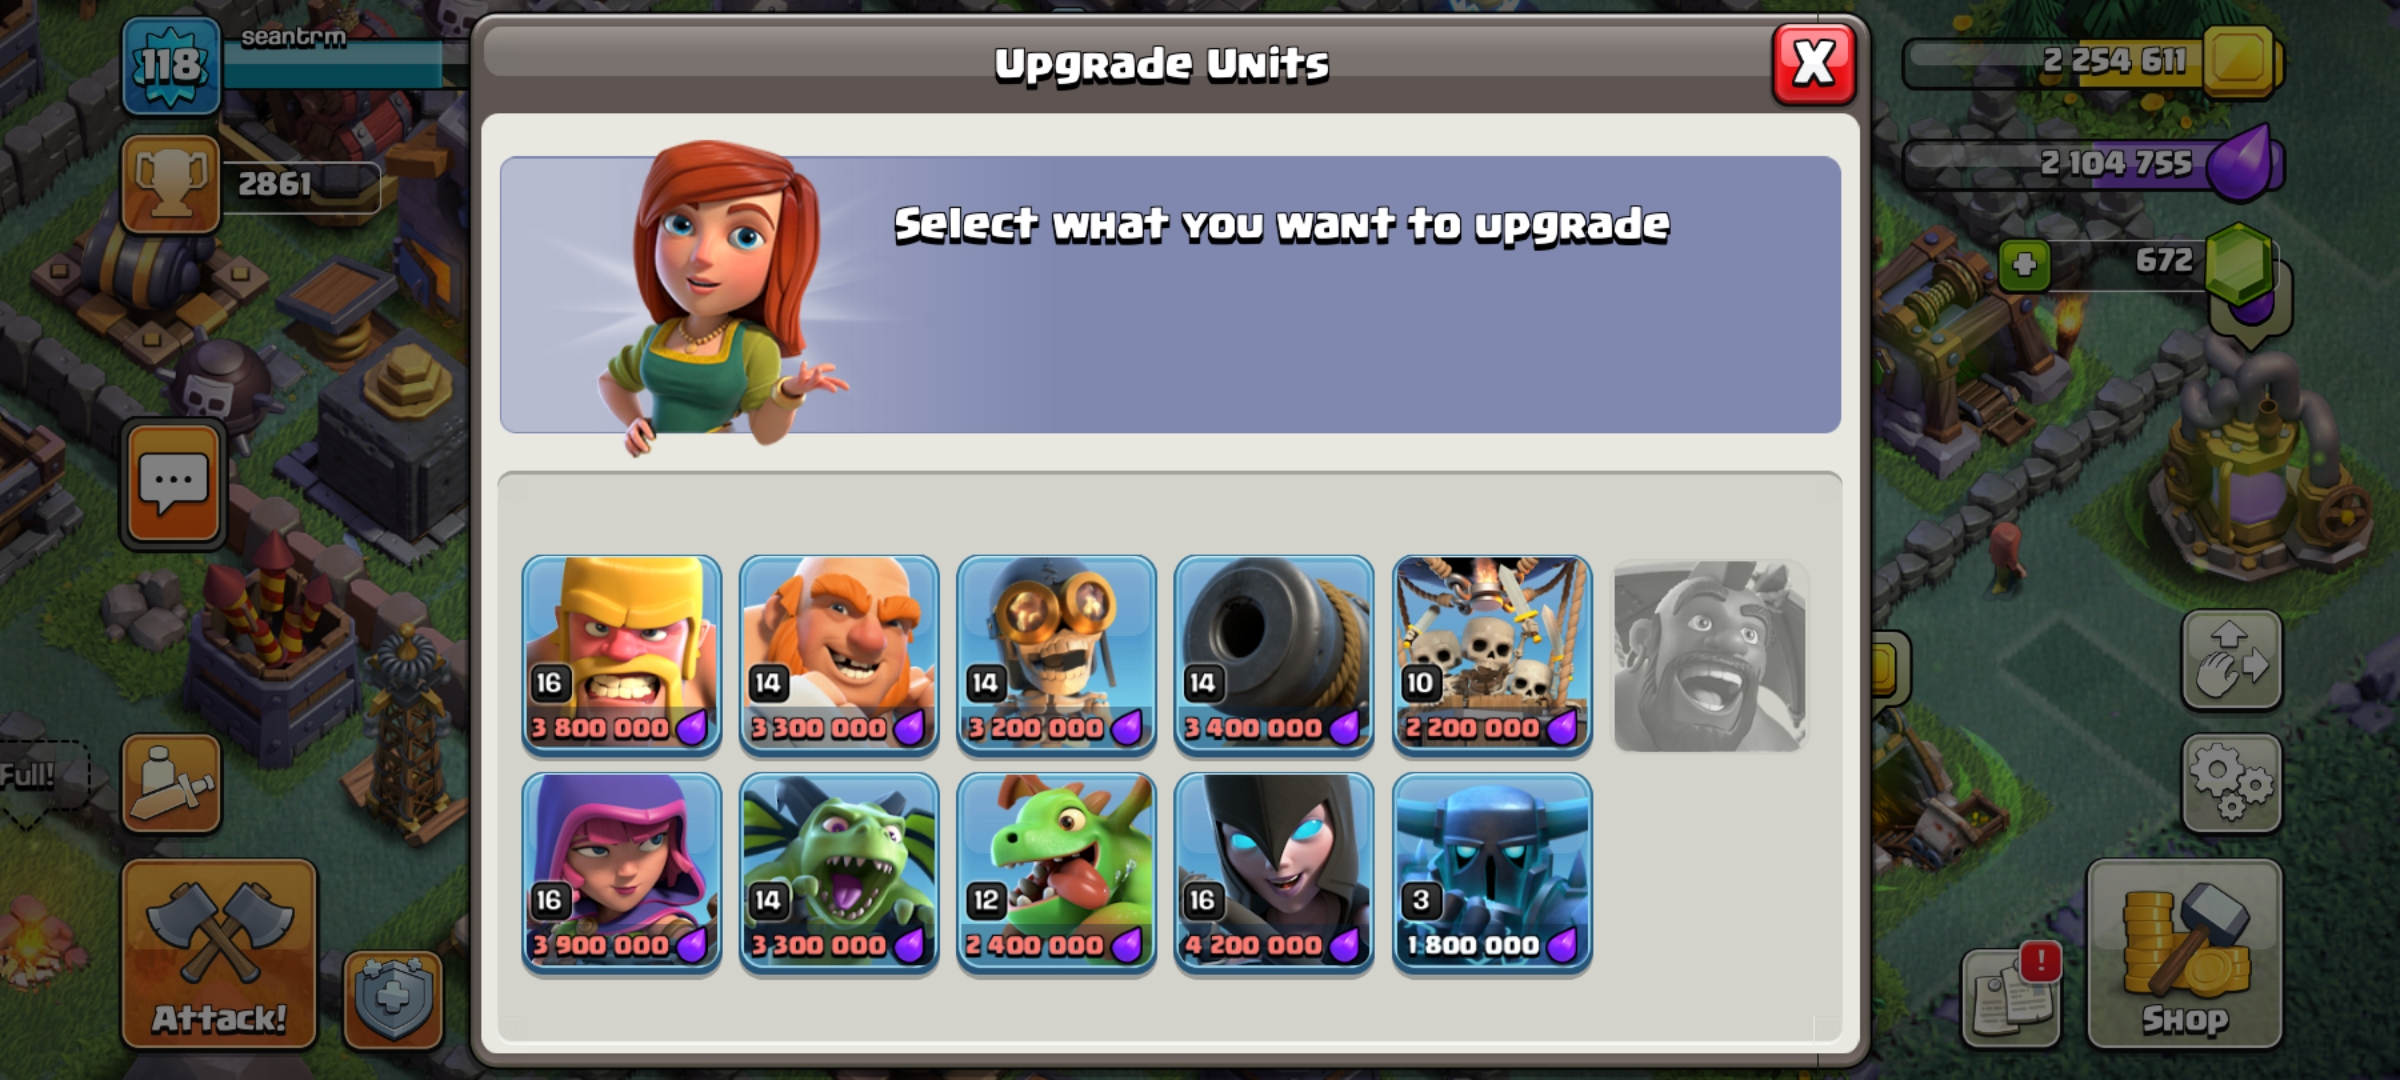 118
seantrm
2861
Upgrade Units
X
2 254 611
2 104 755
672
Select what you want to upgrade
16
3 800 000
14
3 300 000
14
3 200 000
14
3 400 000
10
2 200 000
16
3 900 000
14
3 300 000
12
2 400 000
16
4 200 000
3
1 800 000
Full!
Attack!
!
Shop